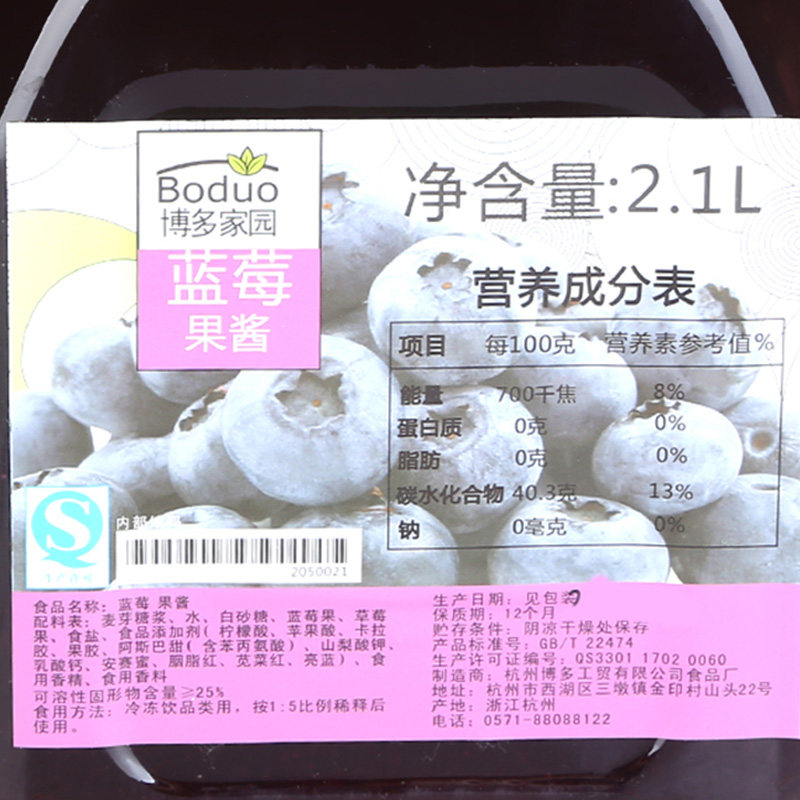 Boduo
博多家园
蓝莓
果酱
净含量:2.1L
营养成分表
项目 每100克 营养素参考值%
能量 700千焦 8%
蛋白质 0克 0%
脂肪 0克 0%
碳水化合物 40.3克 13%
钠 0毫克 0%
内部
2050021
食品名称: 蓝莓 果酱
配料表: 麦芽糖浆、水、白砂糖、蓝莓果、草莓
果、食盐、食品添加剂( 柠檬酸、苹果酸、卡拉
胶、果胶、阿斯巴甜( 含苯丙氨酸)、山梨酸钾、
乳酸钙、安赛蜜、胭脂红、苋菜红、亮蓝)、食
用香精、食用香料
可溶性固形物含量≥25%
食用方法: 冷冻饮品类用。按1:5比例稀释后
使用。
生产日期: 见包装
保质期: 12个月
贮存条件: 阴凉干燥处保存
产品标准号: GB/T 22474
生产许可证编号: QS3301 1702 0060
制造商: 杭州博多工贸有限公司食品厂
地址: 杭州市西湖区三墩镇金印村山头22号
产地: 浙江杭州
电话: 0571-88088122